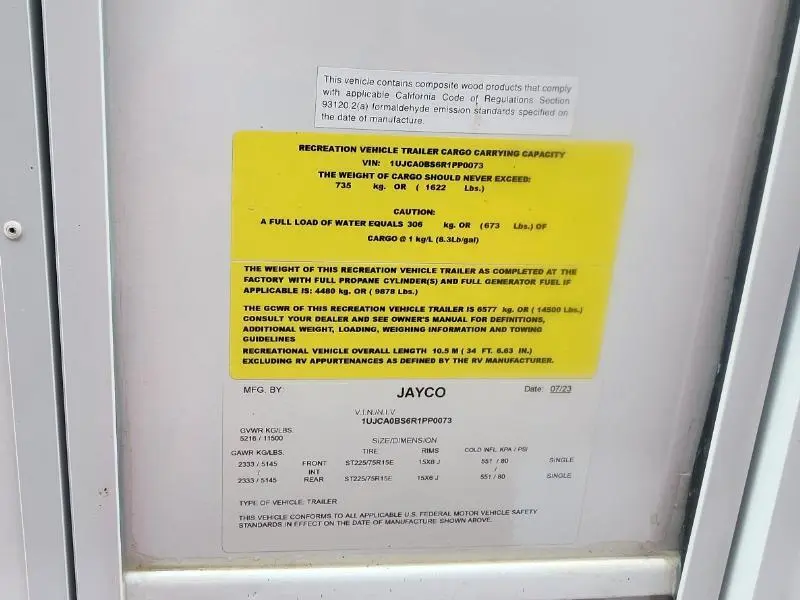 This vehicle contains composite wood products that comply
with applicable California Code of Regulations Section
93120.2(a) formaldehyde emission standards specified on
the date of manufacture.
RECREATION VEHICLE TRAILER CARGO CARRYING CAPACITY
VIN: 1UJCA0BS6R1PP0073
THE WEIGHT OF CARGO SHOULD NEVER EXCEED:
735 kg. OR ( 1622 Lbs.)
CAUTION:
A FULL LOAD OF WATER EQUALS 306 kg. OR (673 Lbs.) OF
CARGO @ 1 kg/L (8.3Lb/gal)
THE WEIGHT OF THIS RECREATION VEHICLE TRAILER AS COMPLETED AT THE
FACTORY WITH FULL PROPANE CYLINDER(S) AND FULL GENERATOR FUEL IF
APPLICABLE IS: 4480 kg. OR ( 9878 Lbs.)
THE GCWR OF THIS RECREATION VEHICLE TRAILER IS 6577 kg. OR ( 14500 Lbs.)
CONSULT YOUR DEALER AND SEE OWNER'S MANUAL FOR DEFINITIONS,
ADDITIONAL WEIGHT, LOADING, WEIGHING INFORMATION AND TOWING
GUIDELINES
RECREATIONAL VEHICLE OVERALL LENGTH 10.5 M ( 34 FT. 6.63 IN.)
EXCLUDING RV APPURTENANCES AS DEFINED BY THE RV MANUFACTURER.
MFG. BY: JAYCO Date: 07/23
V.I.N./N.I.V
1UJCA0BS6R1PP0073
GVWR KG/LBS.
5216 / 11500
SIZE/DIMENSION
GAWR KG/LBS. TIRE RIMS COLD INFL. KPA / PSI
2333 / 5145 FRONT ST225/75R15E 15X6 J 551 / 80 SINGLE
/ INT /
2333 / 5145 REAR ST225/75R15E 15X6 J 551 / 80 SINGLE
TYPE OF VEHICLE: TRAILER
THIS VEHICLE CONFORMS TO ALL APPLICABLE U.S. FEDERAL MOTOR VEHICLE SAFETY
STANDARDS IN EFFECT ON THE DATE OF MANUFACTURE SHOWN ABOVE.